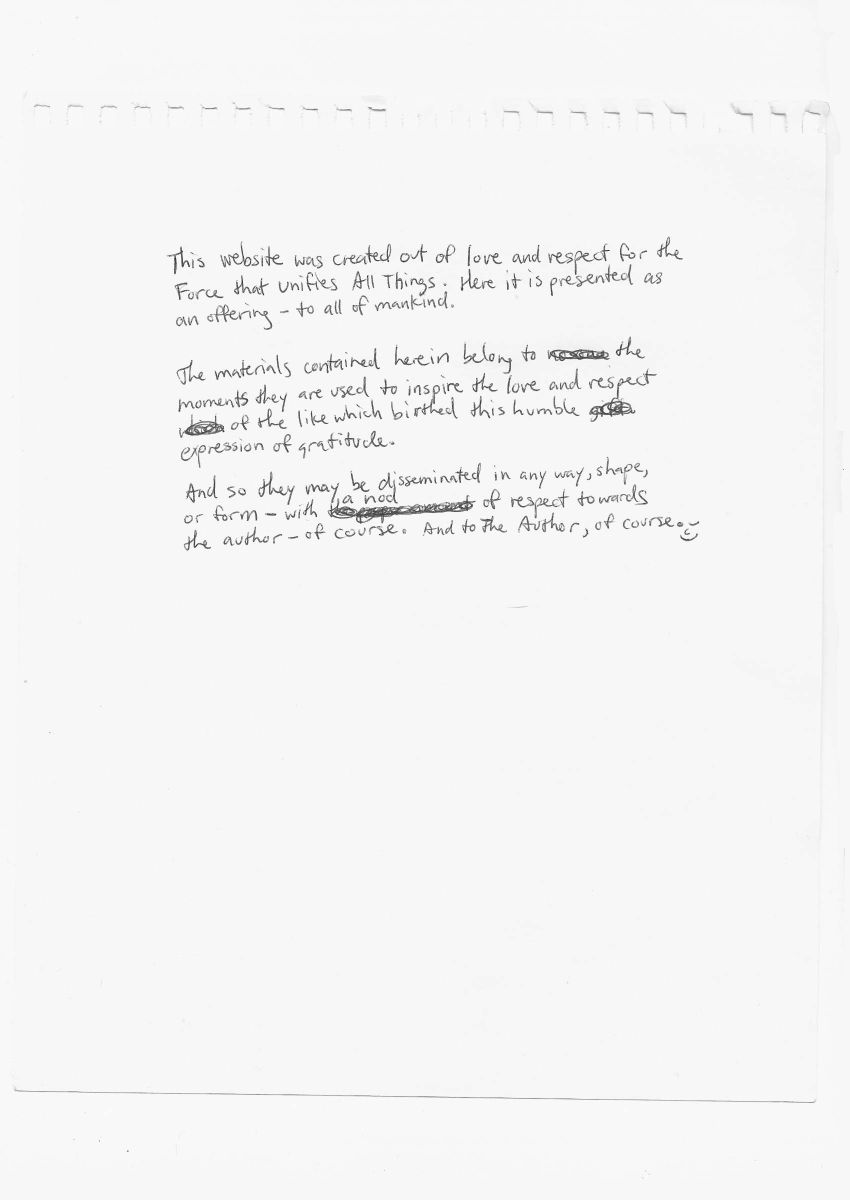 This website was created out of love and respect for the
Force that unifies All Things. Here it is presented as
an offering – to all of mankind.
The materials contained herein belong to the
moments they are used to inspire the love and respect
of the like which birthed this humble
expression of gratitude.
And so they may be disseminated in any way, shape,
or form – with a nod of respect towards
the author – of course. And to The Author, of course.